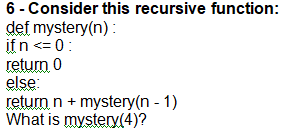 6 - Consider this recursive function:
def mystery(n) :
if n <= 0 :
return 0
else:
return n + mystery(n - 1)
What is mystery(4)?